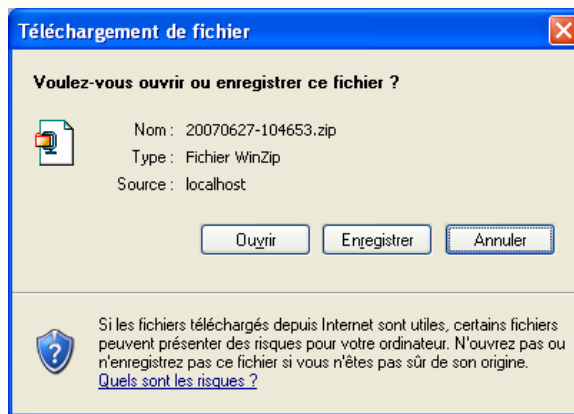 Téléchargement de fichier
Voulez-vous ouvrir ou enregistrer ce fichier ?
Nom : 20070627-104653.zip
Type : Fichier WinZip
Source : localhost
Ouvrir Enregistrer Annuler
Si les fichiers téléchargés depuis Internet sont utiles, certains fichiers
peuvent présenter des risques pour votre ordinateur. N'ouvrez pas ou
n'enregistrez pas ce fichier si vous n'êtes pas sûr de son origine.
Quels sont les risques ?